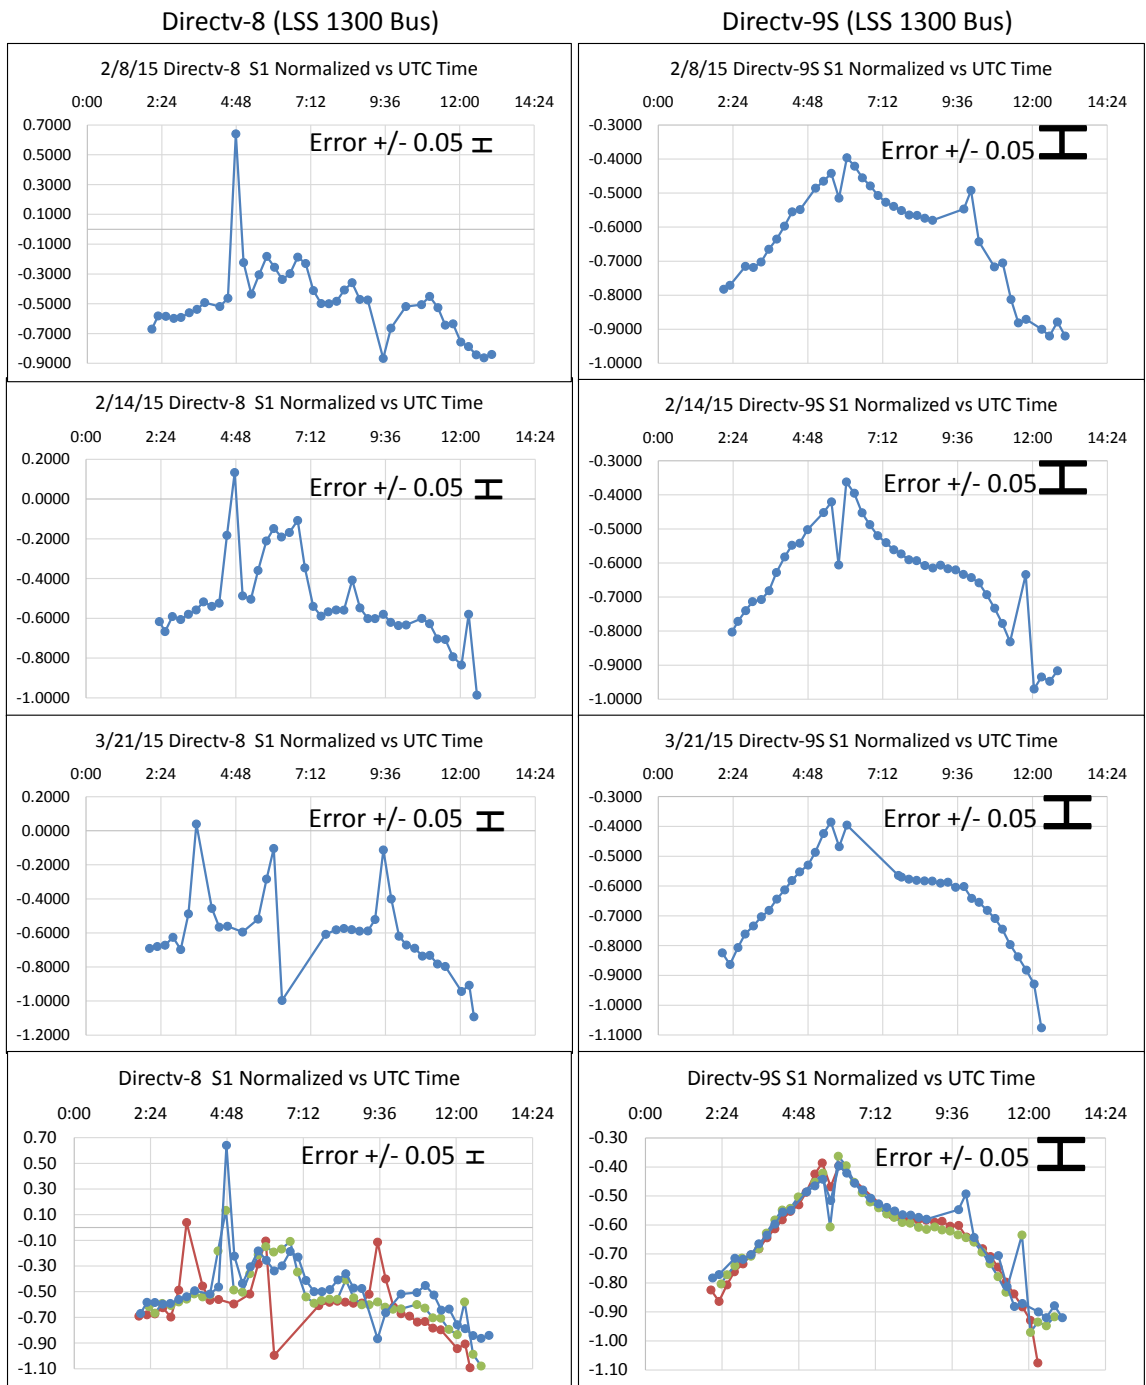 Directv-8 (LSS 1300 Bus)
Directv-9S (LSS 1300 Bus)
2/8/15 Directv-8 S1 Normalized vs UTC Time
0:00 2:24 4:48 7:12 9:36 12:00 14:24
0.7000
0.5000
0.3000
0.1000
-0.1000
-0.3000
-0.5000
-0.7000
-0.9000
Error +/- 0.05
2/8/15 Directv-9S S1 Normalized vs UTC Time
0:00 2:24 4:48 7:12 9:36 12:00 14:24
-0.3000
-0.4000
-0.5000
-0.6000
-0.7000
-0.8000
-0.9000
-1.0000
Error +/- 0.05
2/14/15 Directv-8 S1 Normalized vs UTC Time
0:00 2:24 4:48 7:12 9:36 12:00 14:24
0.2000
0.0000
-0.2000
-0.4000
-0.6000
-0.8000
-1.0000
Error +/- 0.05
2/14/15 Directv-9S S1 Normalized vs UTC Time
0:00 2:24 4:48 7:12 9:36 12:00 14:24
-0.3000
-0.4000
-0.5000
-0.6000
-0.7000
-0.8000
-0.9000
-1.0000
Error +/- 0.05
3/21/15 Directv-8 S1 Normalized vs UTC Time
0:00 2:24 4:48 7:12 9:36 12:00 14:24
0.2000
0.0000
-0.2000
-0.4000
-0.6000
-0.8000
-1.0000
-1.2000
Error +/- 0.05
3/21/15 Directv-9S S1 Normalized vs UTC Time
0:00 2:24 4:48 7:12 9:36 12:00 14:24
-0.3000
-0.4000
-0.5000
-0.6000
-0.7000
-0.8000
-0.9000
-1.0000
-1.1000
Error +/- 0.05
Directv-8 S1 Normalized vs UTC Time
0:00 2:24 4:48 7:12 9:36 12:00 14:24
0.70
0.50
0.30
0.10
-0.10
-0.30
-0.50
-0.70
-0.90
-1.10
Error +/- 0.05
Directv-9S S1 Normalized vs UTC Time
0:00 2:24 4:48 7:12 9:36 12:00 14:24
-0.30
-0.40
-0.50
-0.60
-0.70
-0.80
-0.90
-1.00
-1.10
Error +/- 0.05